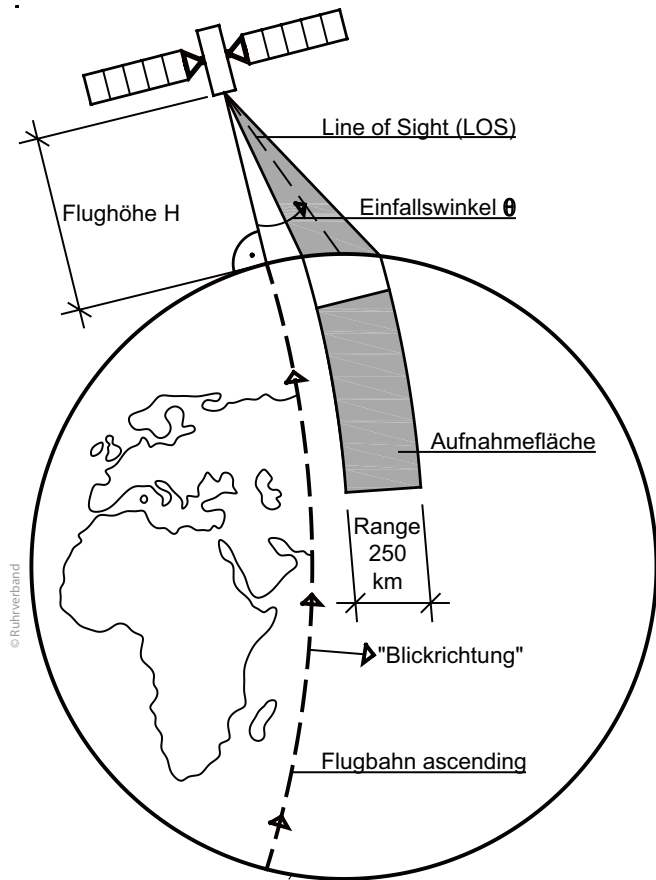 Line of Sight (LOS)
Flughöhe H
Einfallswinkel θ
Aufnahmefläche
Range
250
km
© Ruhrverband
"Blickrichtung"
Flugbahn ascending